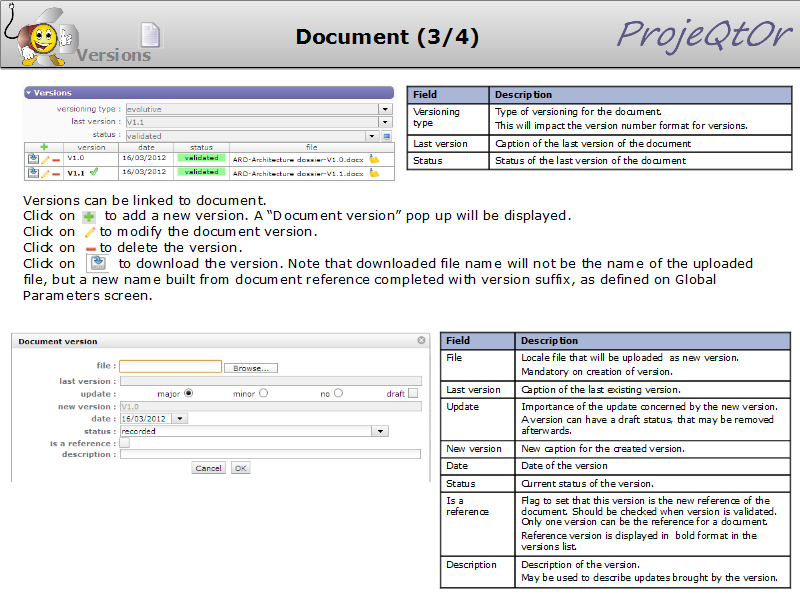 Versions
Document (3/4)
ProjeQtOr
Versions
versioning type : evolutive
last version : V1.1
status : validated
version date status file
V1.0 16/03/2012 validated ARD-Architecture dossier-V1.0.docx
V1.1 16/03/2012 validated ARD-Architecture dossier-V1.1.docx
Field Description
Versioning type Type of versioning for the document.
This will impact the version number format for versions.
Last version Caption of the last version of the document
Status Status of the last version of the document
Versions can be linked to document.
Click on to add a new version. A “Document version” pop up will be displayed.
Click on to modify the document version.
Click on to delete the version.
Click on to download the version. Note that downloaded file name will not be the name of the uploaded
file, but a new name built from document reference completed with version suffix, as defined on Global
Parameters screen.
Document version
file : Browse...
last version :
update : major minor no draft
new version : V1.0
date : 16/03/2012
status : recorded
is a reference :
description :
Cancel OK
Field Description
File Locale file that will be uploaded as new version.
Mandatory on creation of version.
Last version Caption of the last existing version.
Update Importance of the update concerned by the new version.
A version can have a draft status, that may be removed
afterwards.
New version New caption for the created version.
Date Date of the version
Status Current status of the version.
Is a reference Flag to set that this version is the new reference of the
document. Should be checked when version is validated.
Only one version can be the reference for a document.
Reference version is displayed in bold format in the
versions list.
Description Description of the version.
May be used to describe updates brought by the version.